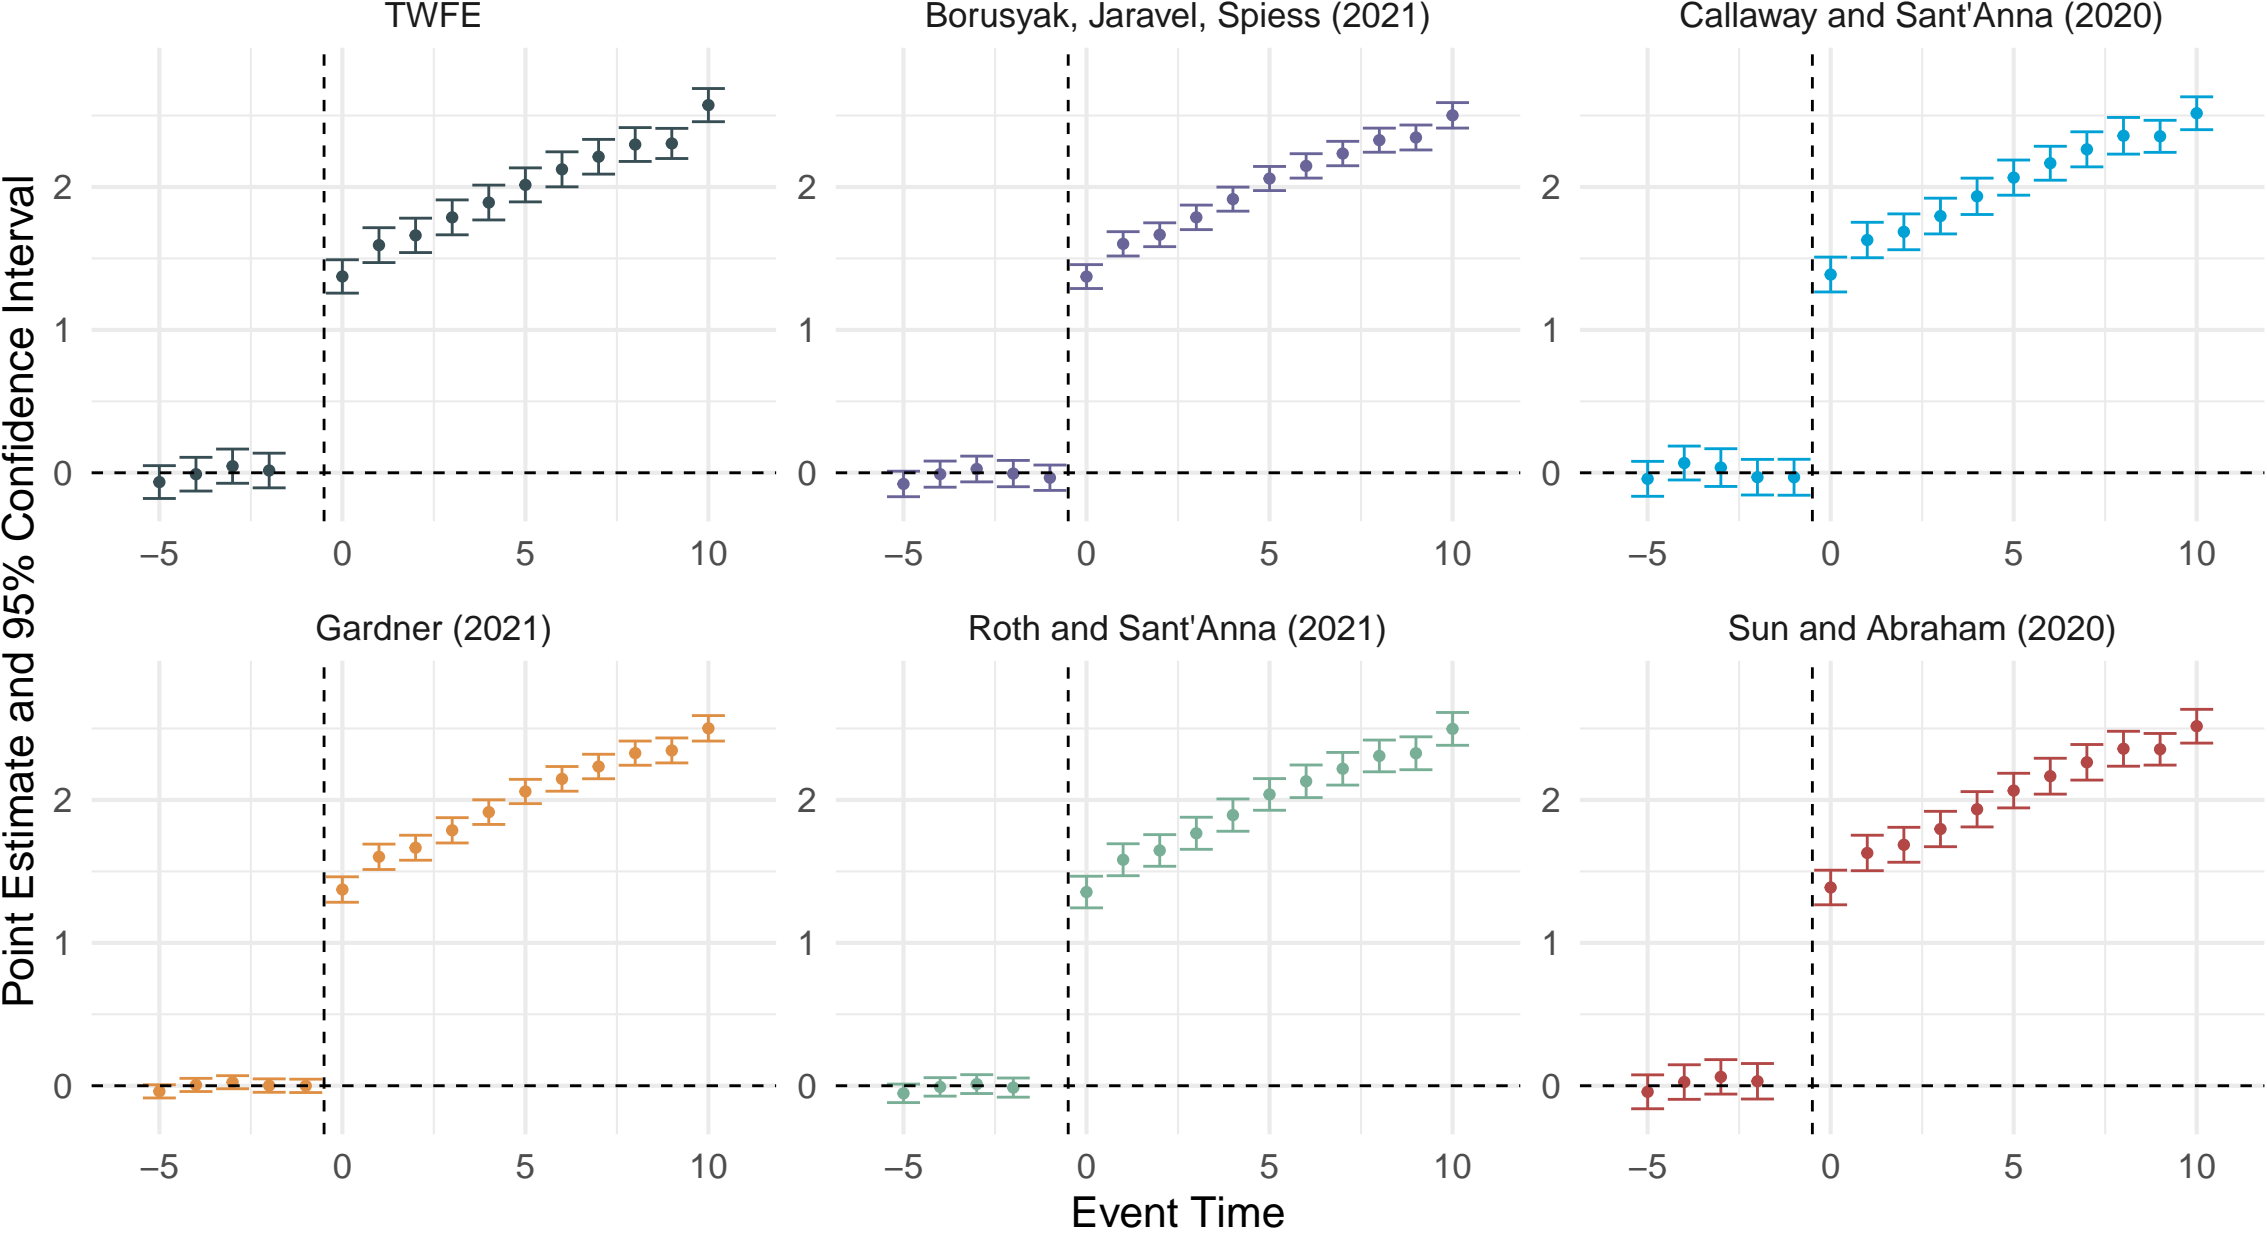 TWFE
Borusyak, Jaravel, Spiess (2021)
Callaway and Sant'Anna (2020)
2
1
0
2
1
0
2
1
0
–5 0 5 10
–5 0 5 10
–5 0 5 10
Gardner (2021)
Roth and Sant'Anna (2021)
Sun and Abraham (2020)
2
1
0
2
1
0
2
1
0
–5 0 5 10
–5 0 5 10
–5 0 5 10
Point Estimate and 95% Confidence Interval
Event Time